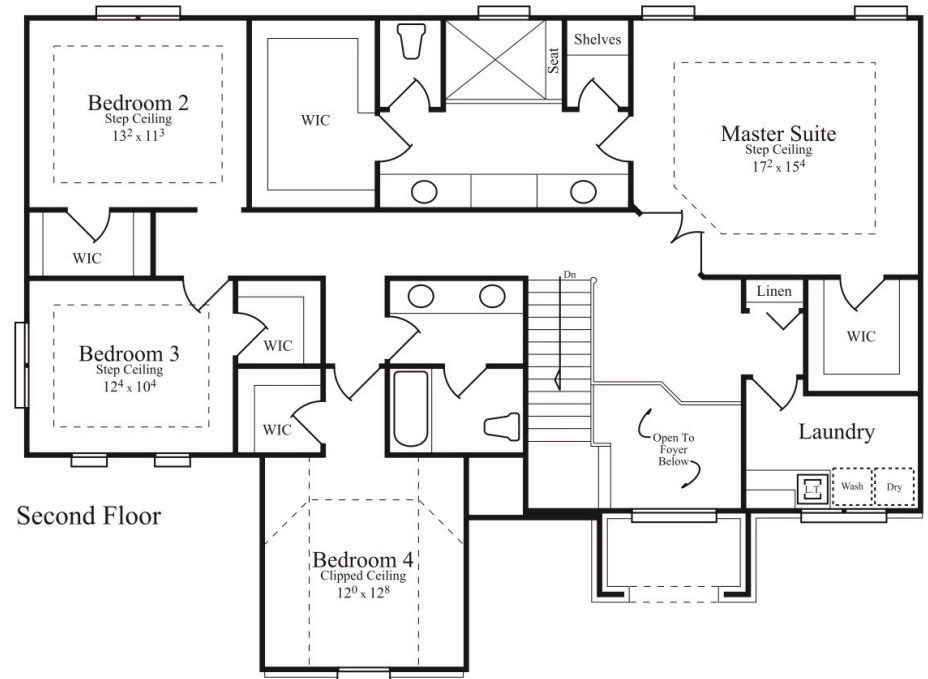 Shelves
Seat
Bedroom 2
Step Ceiling
13² x 11³
WIC
Master Suite
Step Ceiling
17² x 15⁴
WIC
Dn
Linen
WIC
Bedroom 3
Step Ceiling
12⁴ x 10⁴
WIC
WIC
Open To
Foyer
Below
Laundry
L.T.
Wash
Dry
Second Floor
Bedroom 4
Clipped Ceiling
12⁰ x 12⁸